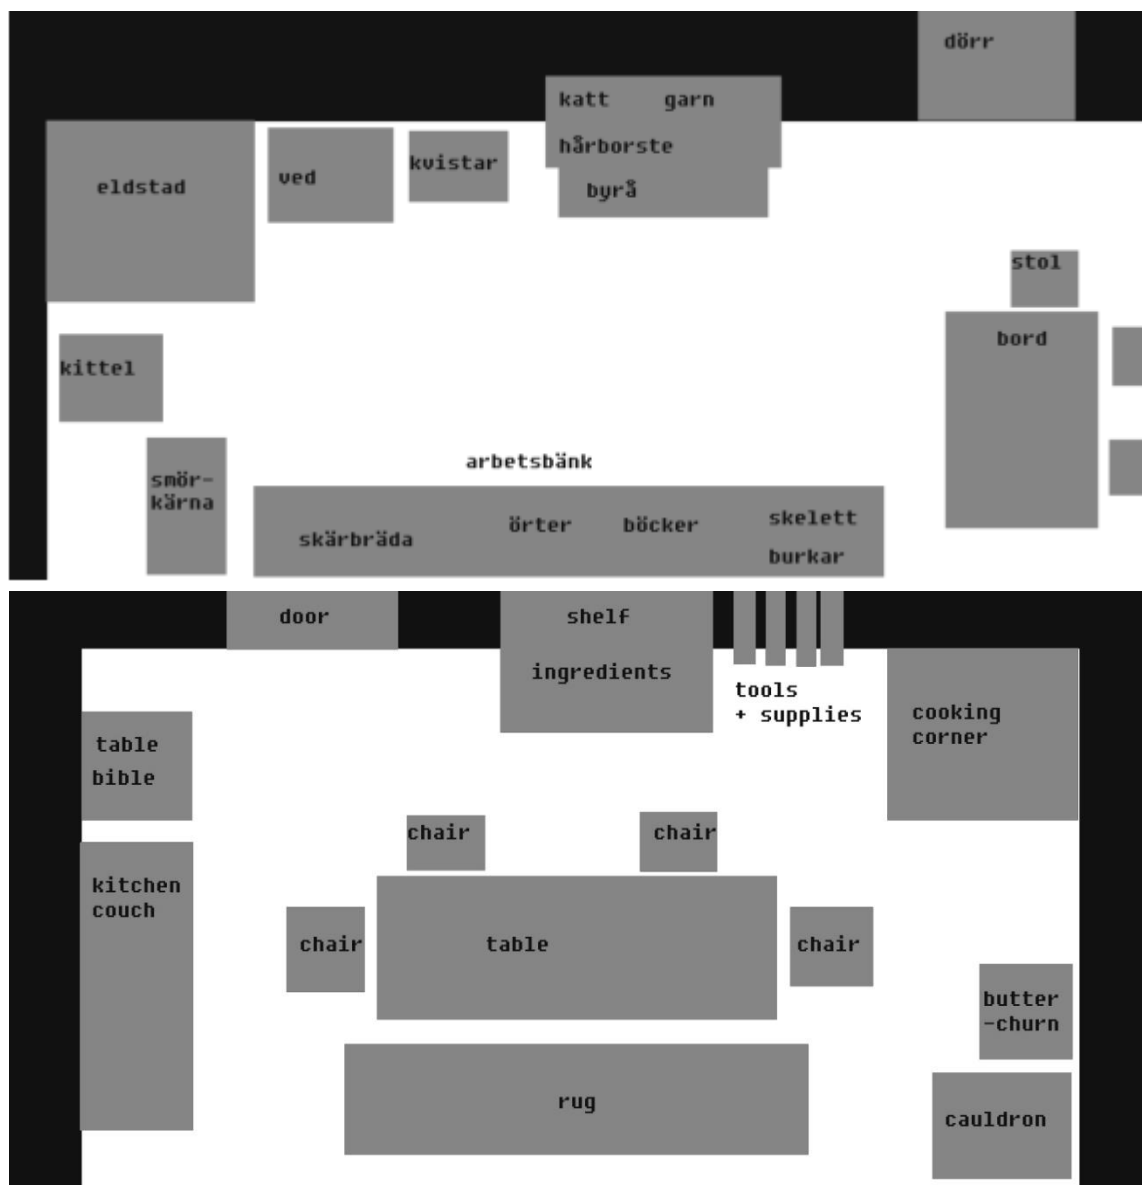 dörr
katt garn
hårborste
byrå
eldstad
ved
kvistar
stol
bord
kittel
smör-
kärna
arbetsbänk
skärbräda
örter
böcker
skelett
burkar
door
shelf
ingredients
tools
+ supplies
cooking
corner
table
bible
chair
chair
kitchen
couch
chair
table
chair
butter
-churn
rug
cauldron